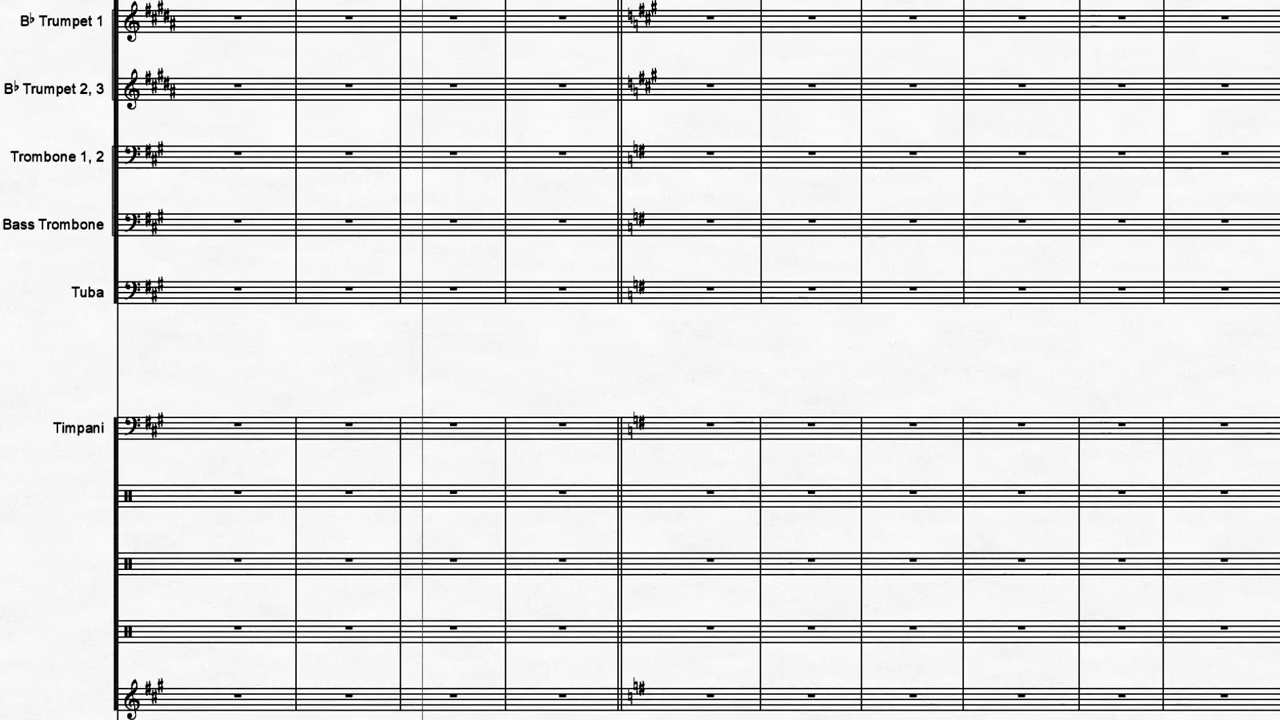 B♭ Trumpet 1
B♭ Trumpet 2, 3
Trombone 1, 2
Bass Trombone
Tuba
Timpani